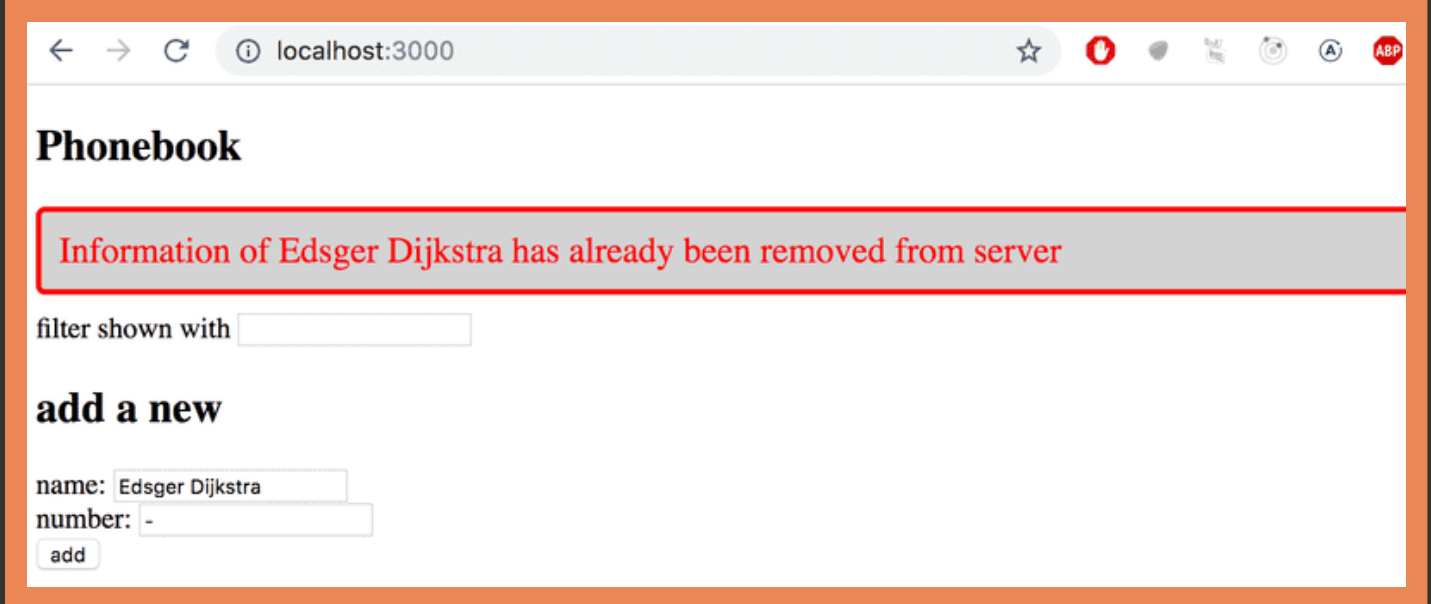 localhost:3000
ABP
Phonebook
Information of Edsger Dijkstra has already been removed from server
filter shown with
add a new
name: Edsger Dijkstra
number: -
add